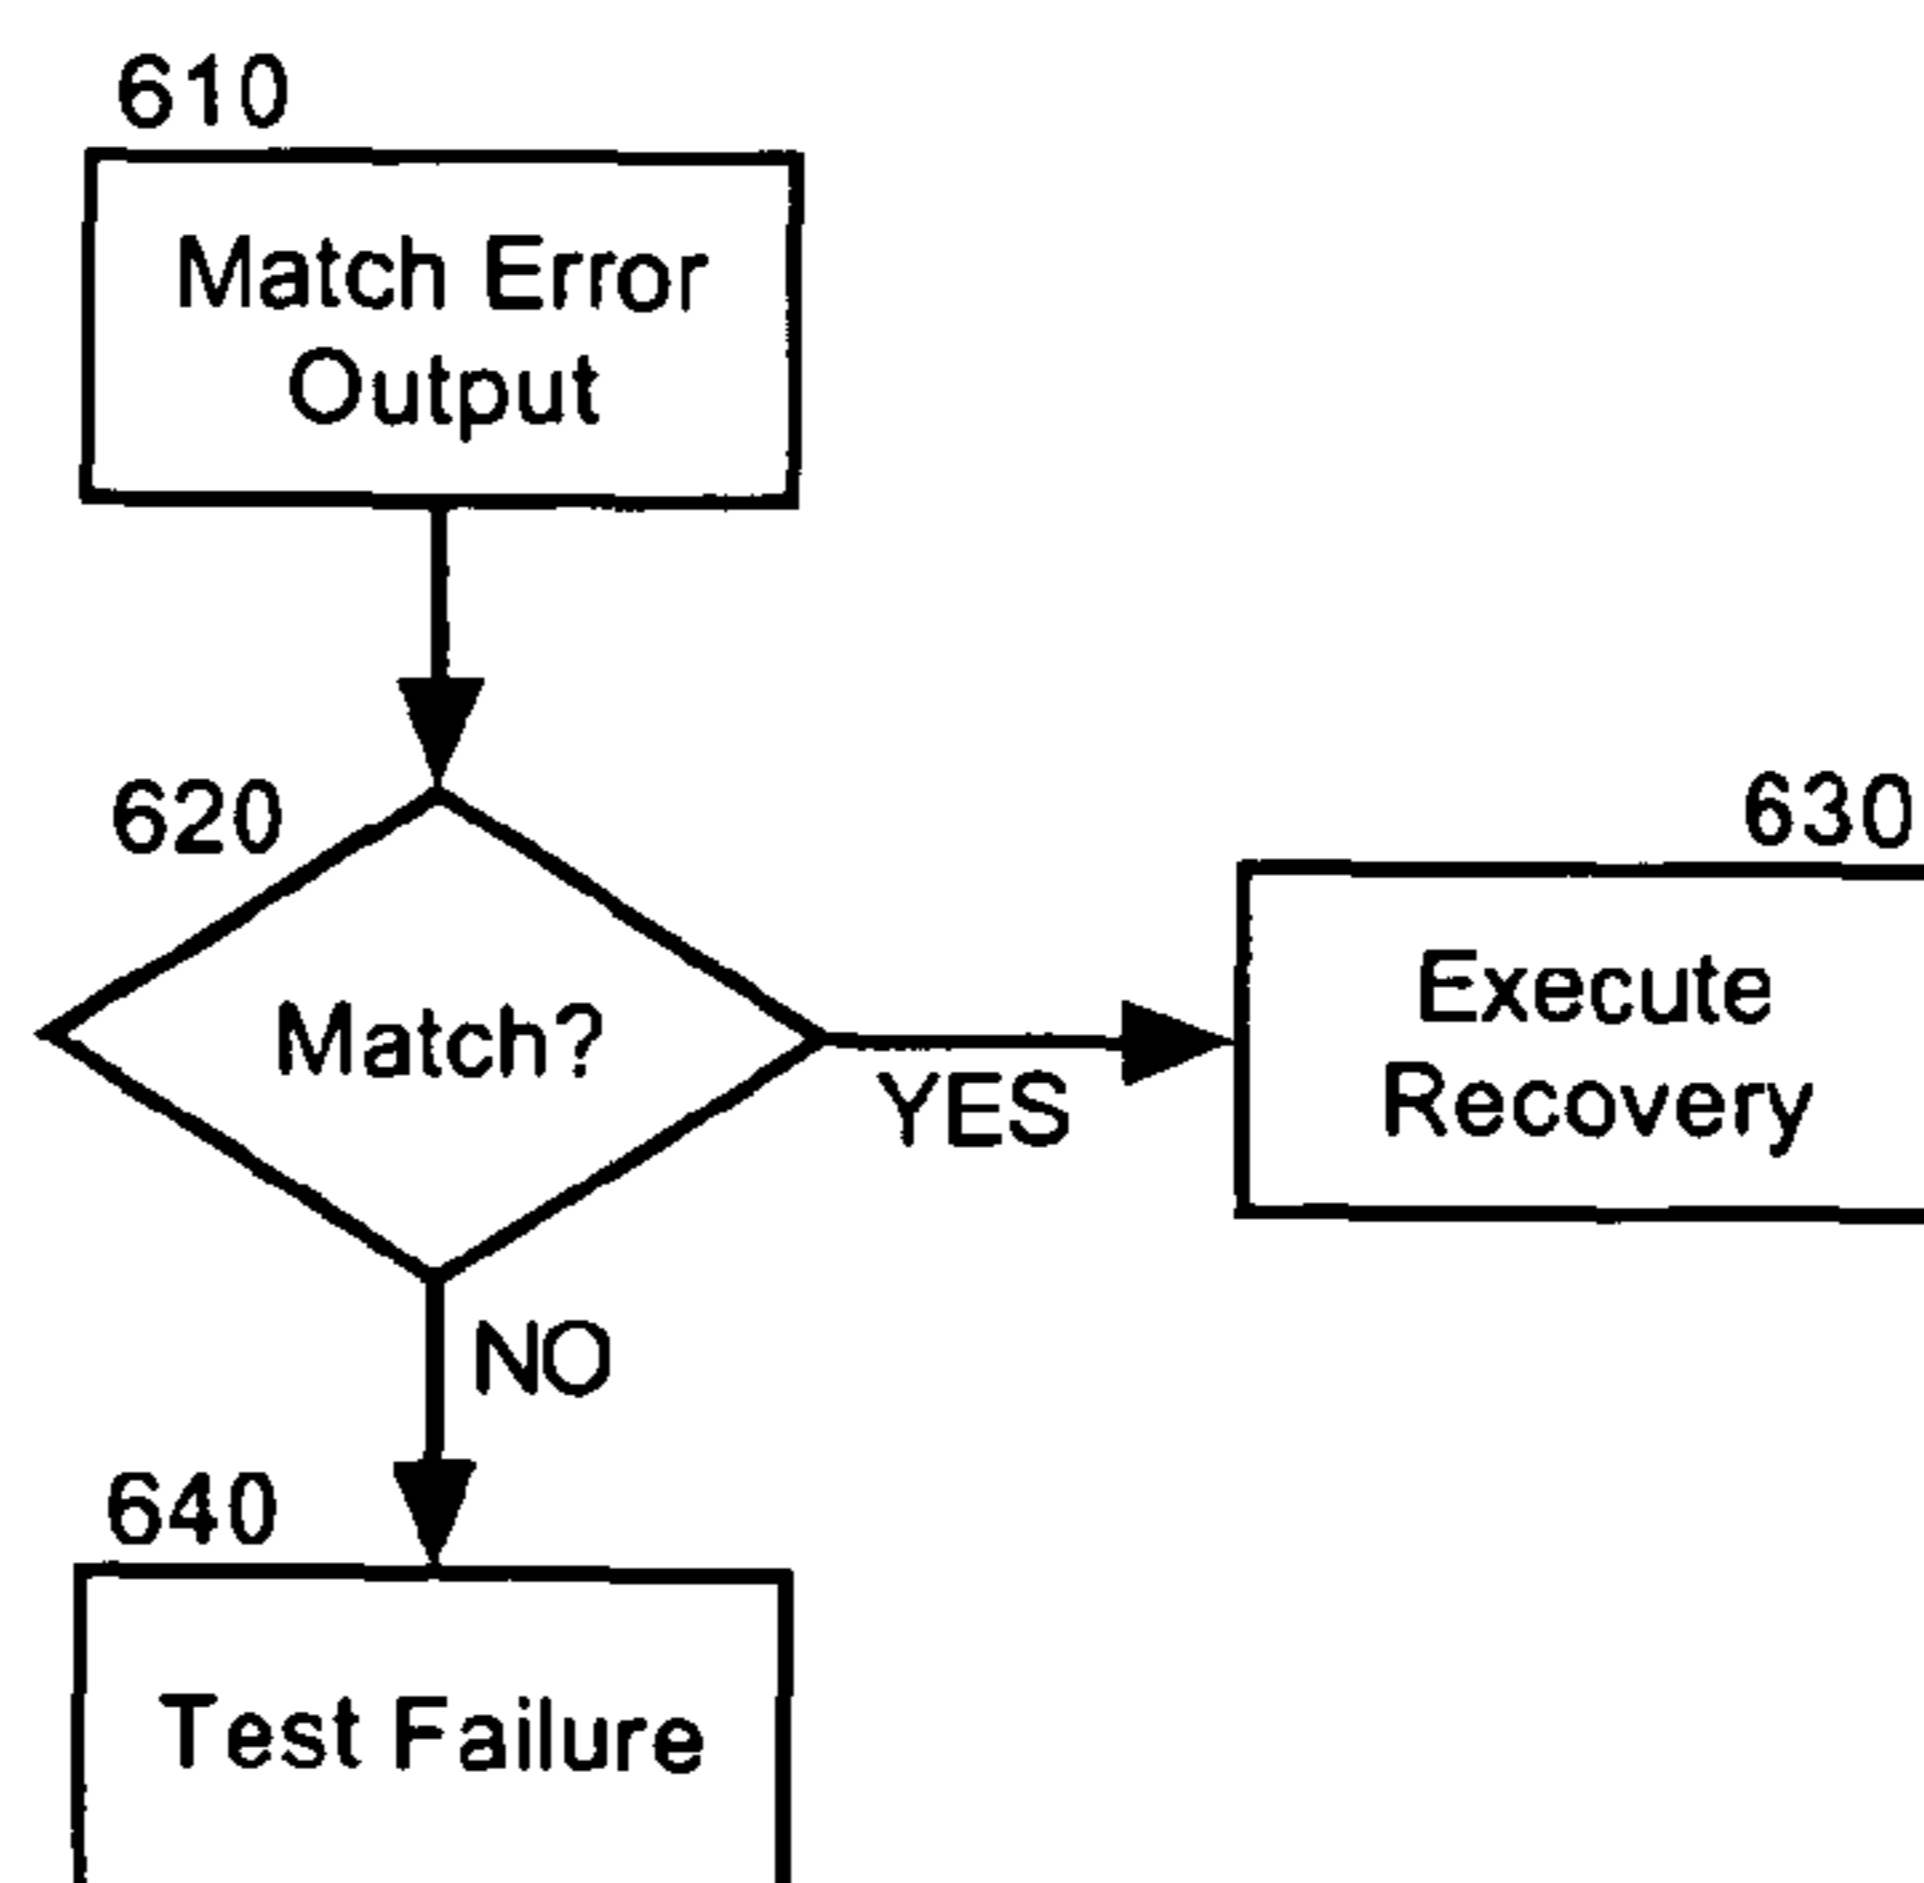 610
Match Error
Output
620
Match?
YES
630
Execute
Recovery
NO
640
Test Failure